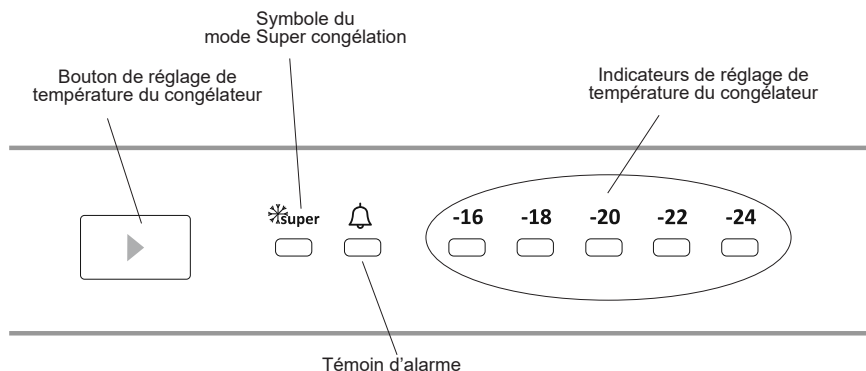 Symbole du
mode Super congélation
Bouton de réglage de
température du congélateur
Indicateurs de réglage de
température du congélateur
super
-16 -18 -20 -22 -24
Témoin d'alarme